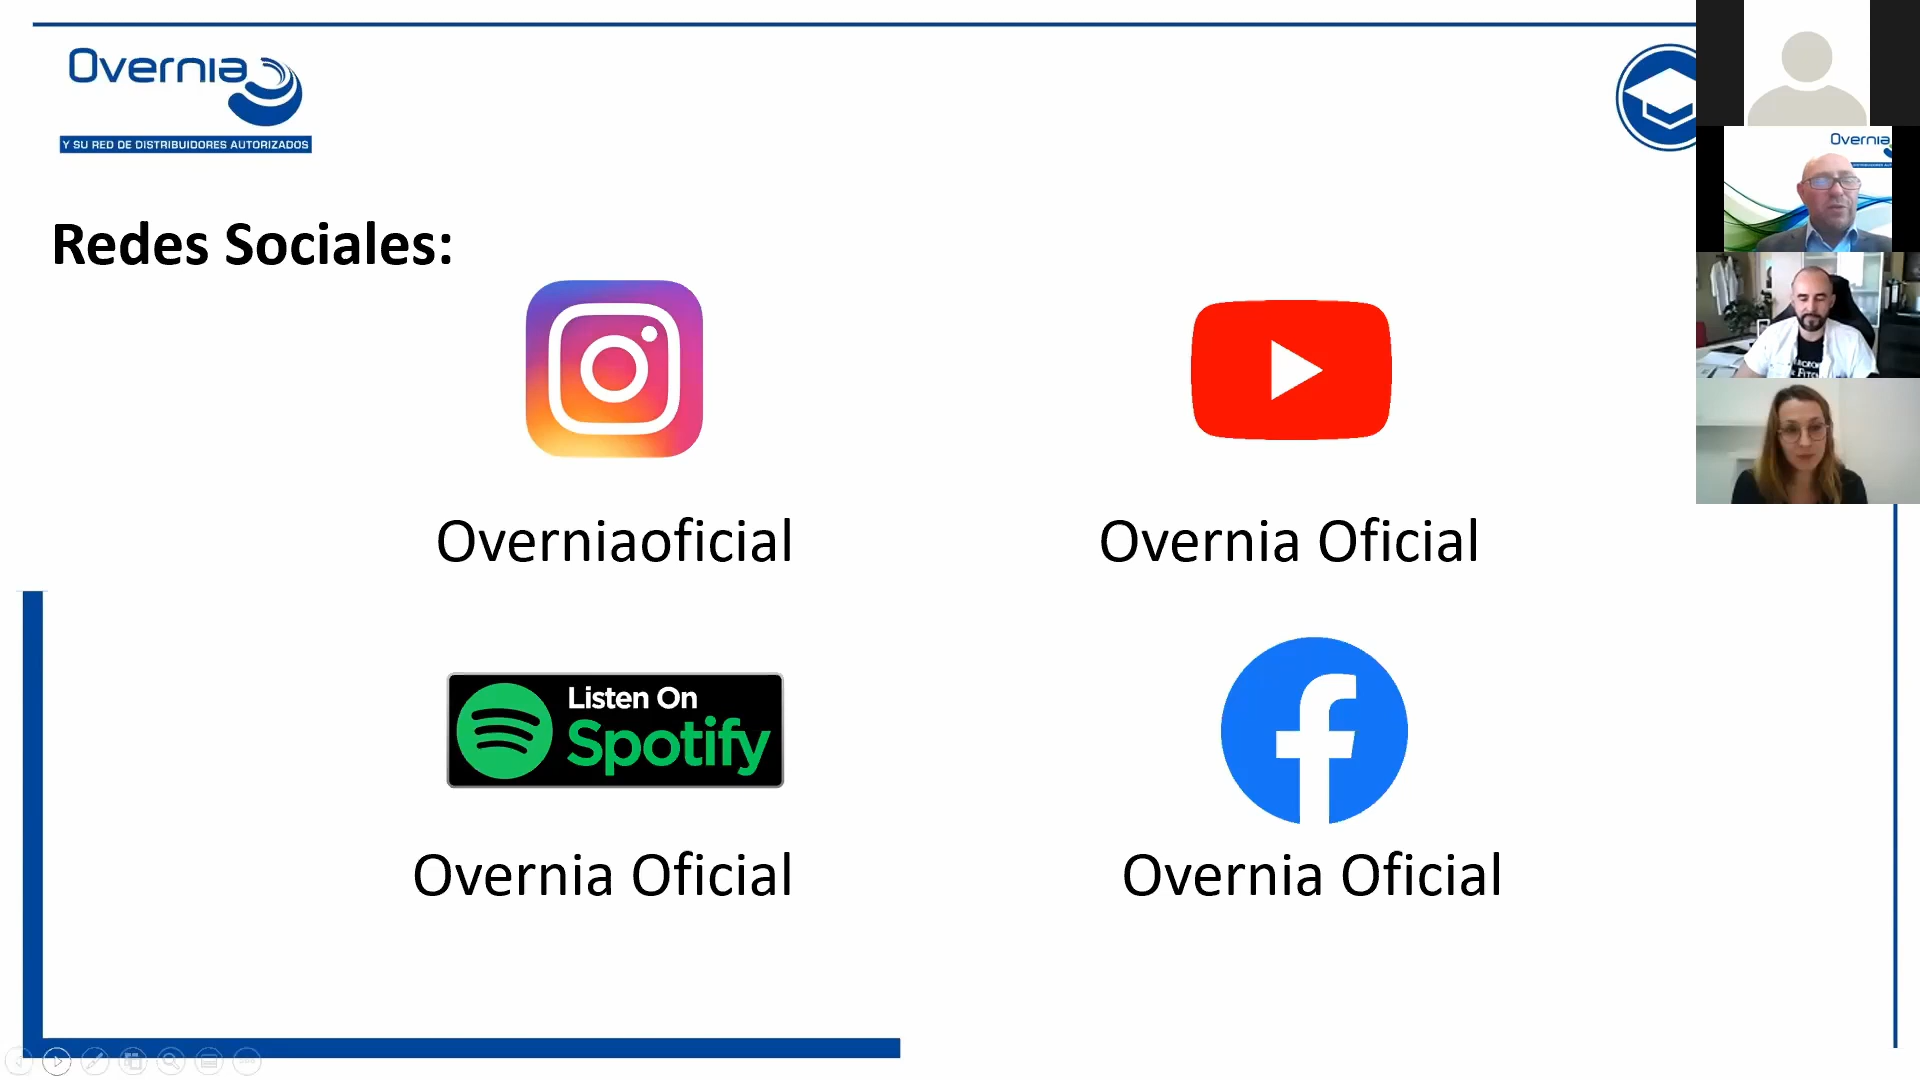 Overnia
Y SU RED DE DISTRIBUIDORES AUTORIZADOS
Overnia
Redes Sociales:
Overniaoficial
Overnia Oficial
Listen On
Spotify
Overnia Oficial
Overnia Oficial